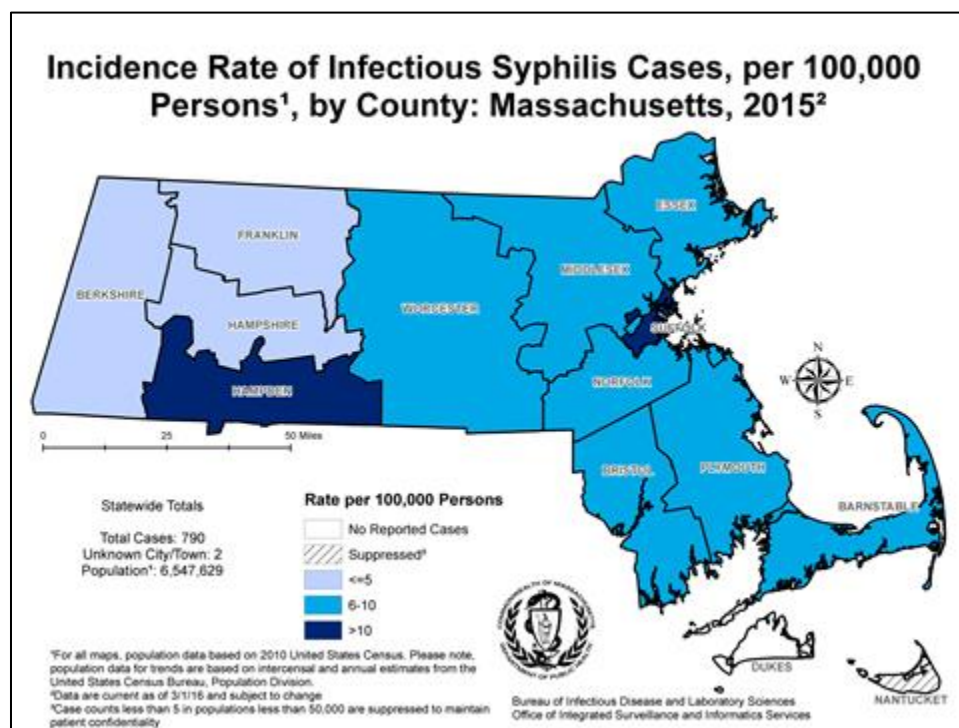 Incidence Rate of Infectious Syphilis Cases, per 100,000
Persons¹, by County: Massachusetts, 2015²
ESSEX
FRANKLIN
MIDDLESEX
BERKSHIRE
WORCESTER
HAMPSHIRE
SUFFOLK
N
W E
S
HAMPDEN
NORFOLK
0 25 50 Miles
BRISTOL
PLYMOUTH
BARNSTABLE
Statewide Totals
Total Cases: 790
Unknown City/Town: 2
Population¹: 6,547,629
Rate per 100,000 Persons
No Reported Cases
Suppressed³
<=5
6-10
>10
DUKES
NANTUCKET
COMMONWEALTH OF MASSACHUSETTS
DEPARTMENT OF PUBLIC HEALTH
¹For all maps, population data based on 2010 United States Census. Please note,
population data for trends are based on intercensal and annual estimates from the
United States Census Bureau, Population Division.
²Data are current as of 3/1/16 and subject to change
³Case counts less than 5 in populations less than 50,000 are suppressed to maintain
patient confidentiality
Bureau of Infectious Disease and Laboratory Sciences
Office of Integrated Surveillance and Informatics Services